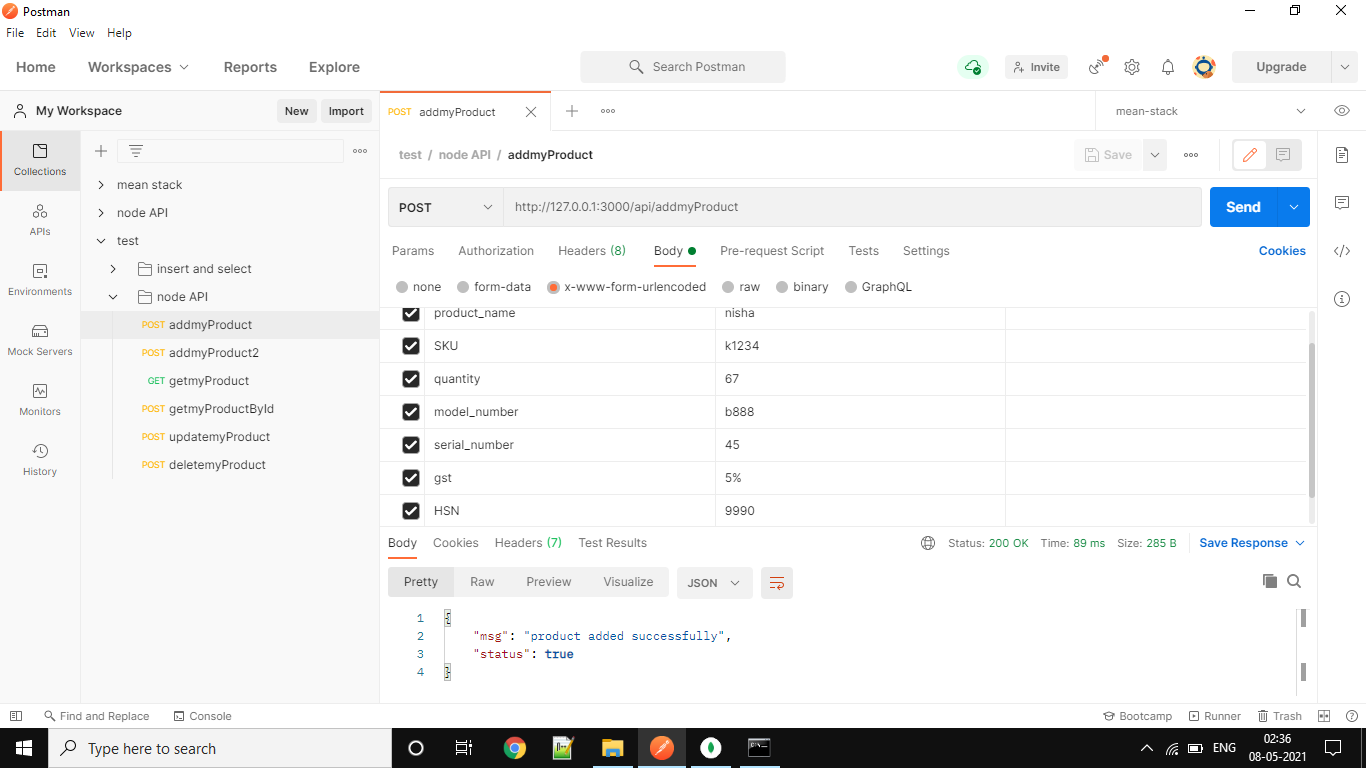 Postman
File Edit View Help
Home Workspaces Reports Explore Search Postman Invite Upgrade
My Workspace New Import
POST addmyProduct mean-stack
Collections
APIs
Environments
Mock Servers
Monitors
History
mean stack
node API
test
insert and select
node API
POST addmyProduct
POST addmyProduct2
GET getmyProduct
POST getmyProductById
POST updatemyProduct
POST deletemyProduct
test / node API / addmyProduct Save
POST http://127.0.0.1:3000/api/addmyProduct Send
Params Authorization Headers (8) Body Pre-request Script Tests Settings Cookies
none form-data x-www-form-urlencoded raw binary GraphQL
product_name nisha
SKU k1234
quantity 67
model_number b888
serial_number 45
gst 5%
HSN 9990
Body Cookies Headers (7) Test Results Status: 200 OK Time: 89 ms Size: 285 B Save Response
Pretty Raw Preview Visualize JSON
1 {
2 "msg": "product added successfully",
3 "status": true
4 }
Find and Replace Console Bootcamp Runner Trash
Type here to search ENG 02:36
08-05-2021